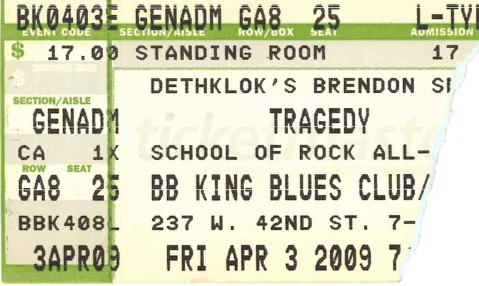 BK0403E GENADM GA8 25 L-TY
EVENT CODE SECTION/AISLE ROW/BOX SEAT ADMISSION
$ 17.00 STANDING ROOM 17
DETHKLOK'S BRENDON
SECTION/AISLE
GENADM TRAGEDY
CA 1X SCHOOL OF ROCK ALL-
ROW SEAT
GA8 25 BB KING BLUES CLUB/
BBK408L 237 W. 42ND ST. 7-
3APR09 FRI APR 3 2009 7